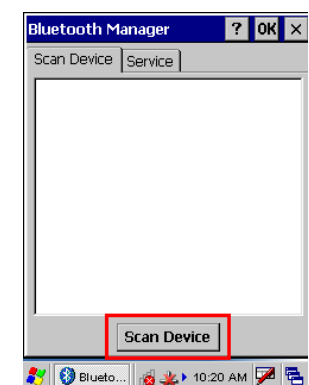 Bluetooth Manager ? OK ×
Scan Device Service
Scan Device
Blueto... 10:20 AM